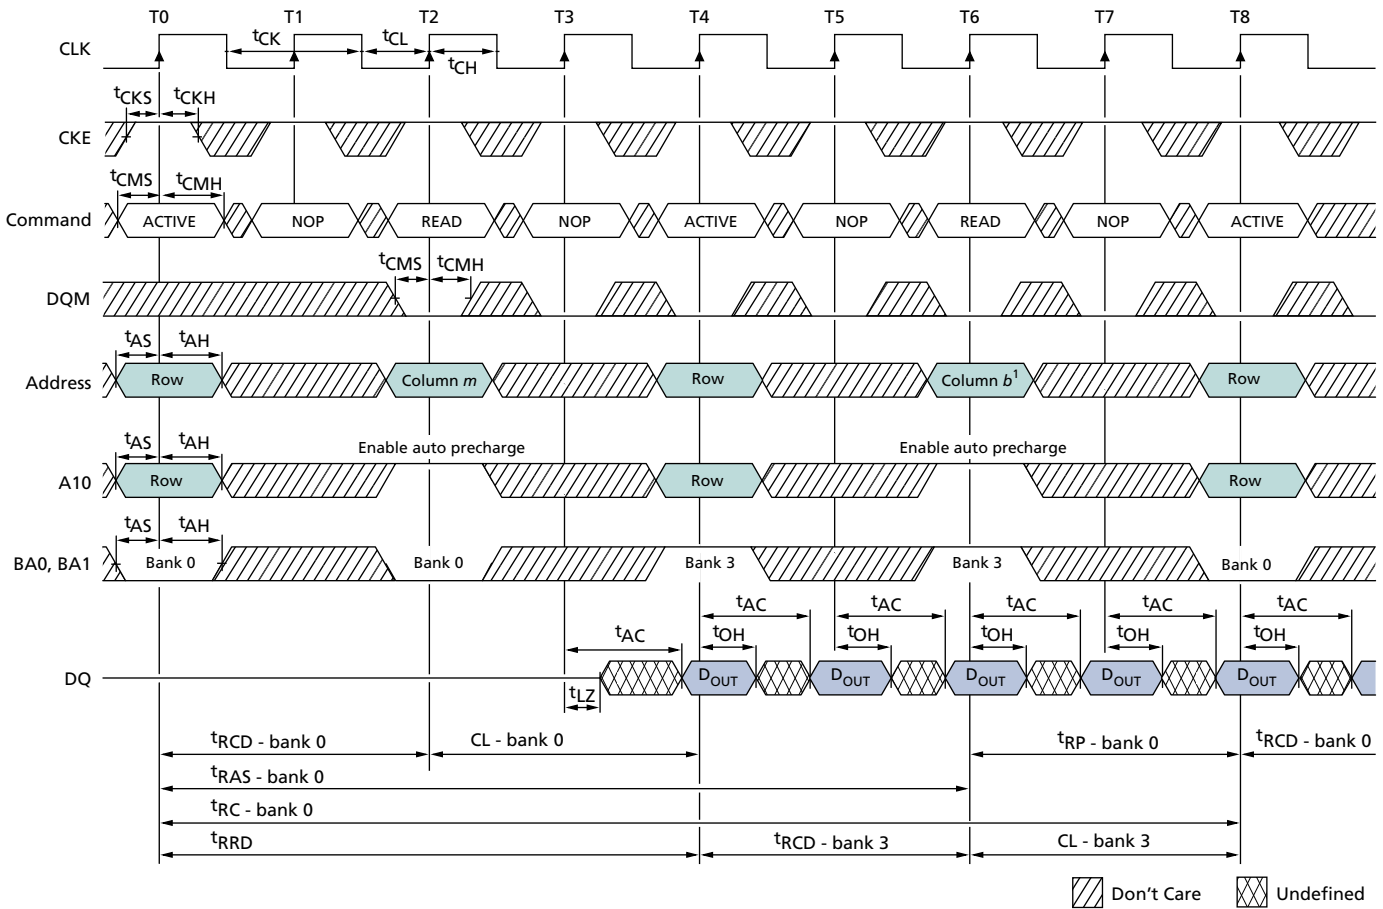 T0 T1 T2 T3 T4 T5 T6 T7 T8
CLK tCK tCL tCH
tCKS tCKH
CKE
tCMS tCMH
Command ACTIVE NOP READ NOP ACTIVE NOP READ NOP ACTIVE
tCMS tCMH
DQM
tAS tAH
Address Row Column m Row Column b1 Row
tAS tAH Enable auto precharge Enable auto precharge
A10 Row Row Row
tAS tAH
BA0, BA1 Bank 0 Bank 0 Bank 3 Bank 3 Bank 0
tAC tAC tAC tAC tAC
tAC tOH tOH tOH tOH tOH
DQ DOUT DOUT DOUT DOUT DOUT
tLZ
tRCD - bank 0 CL - bank 0 tRP - bank 0 tRCD - bank 0
tRAS - bank 0
tRC - bank 0
tRRD tRCD - bank 3 CL - bank 3
Don't Care Undefined